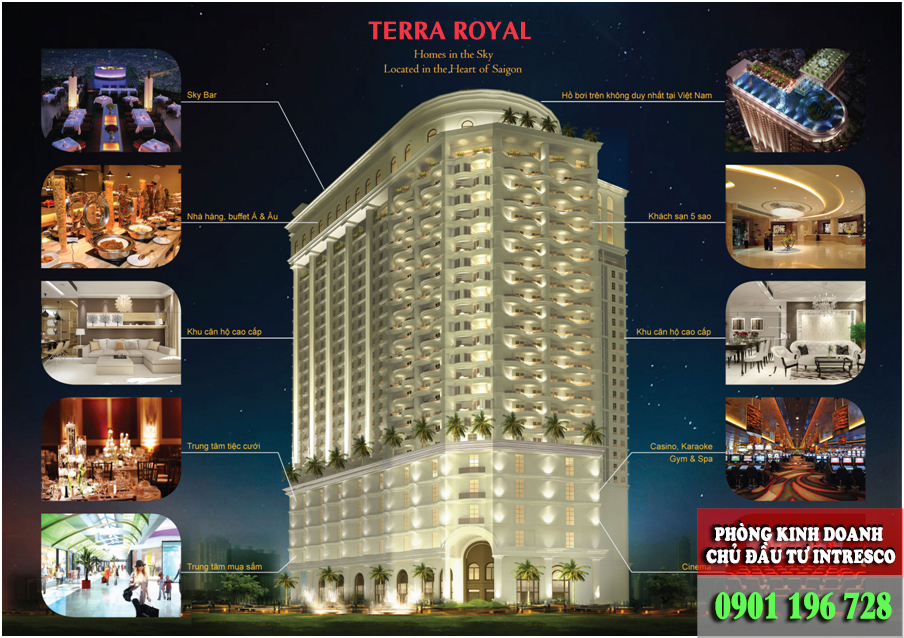 TERRA ROYAL
Homes in the Sky
Located in the Heart of Saigon
Sky Bar
Hồ bơi trên không duy nhất tại Việt Nam
Nhà hàng, buffet Á & Âu
Khách sạn 5 sao
Khu căn hộ cao cấp
Khu căn hộ cao cấp
Trung tâm tiệc cưới
Casino, Karaoke
Gym & Spa
Trung tâm mua sắm
Cinema
PHÒNG KINH DOANH
CHỦ ĐẦU TƯ INTRESCO
0901 196 728